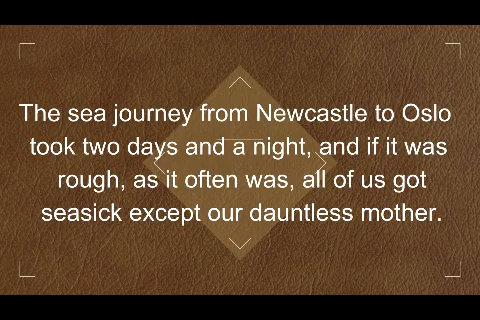 The sea journey from Newcastle to Oslo
took two days and a night, and if it was
rough, as it often was, all of us got
seasick except our dauntless mother.